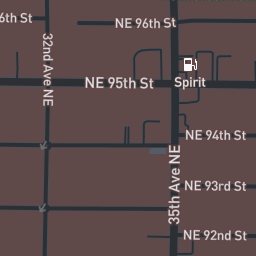 6th St
NE 96th St
32nd Ave NE
NE 95th St
Spirit
NE 94th St
35th Ave NE
NE 93rd St
NE 92nd St